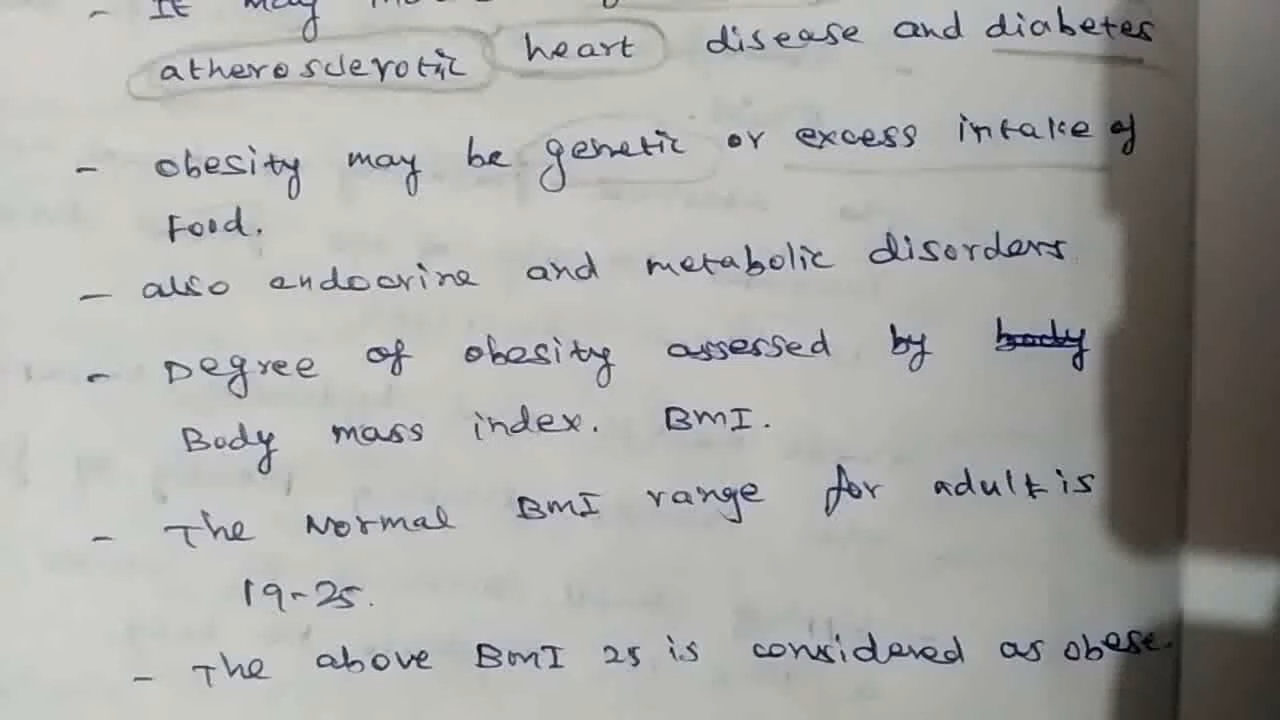 - It may
atherosclerotic heart disease and diabetes
- obesity may be genetic or excess intake of
Food.
- also endocrine and metabolic disorders
- Degree of obesity assessed by body
Body mass index. BMI.
- The Normal BMI range for adult is
19-25.
- The above BMI 25 is considered as obese.